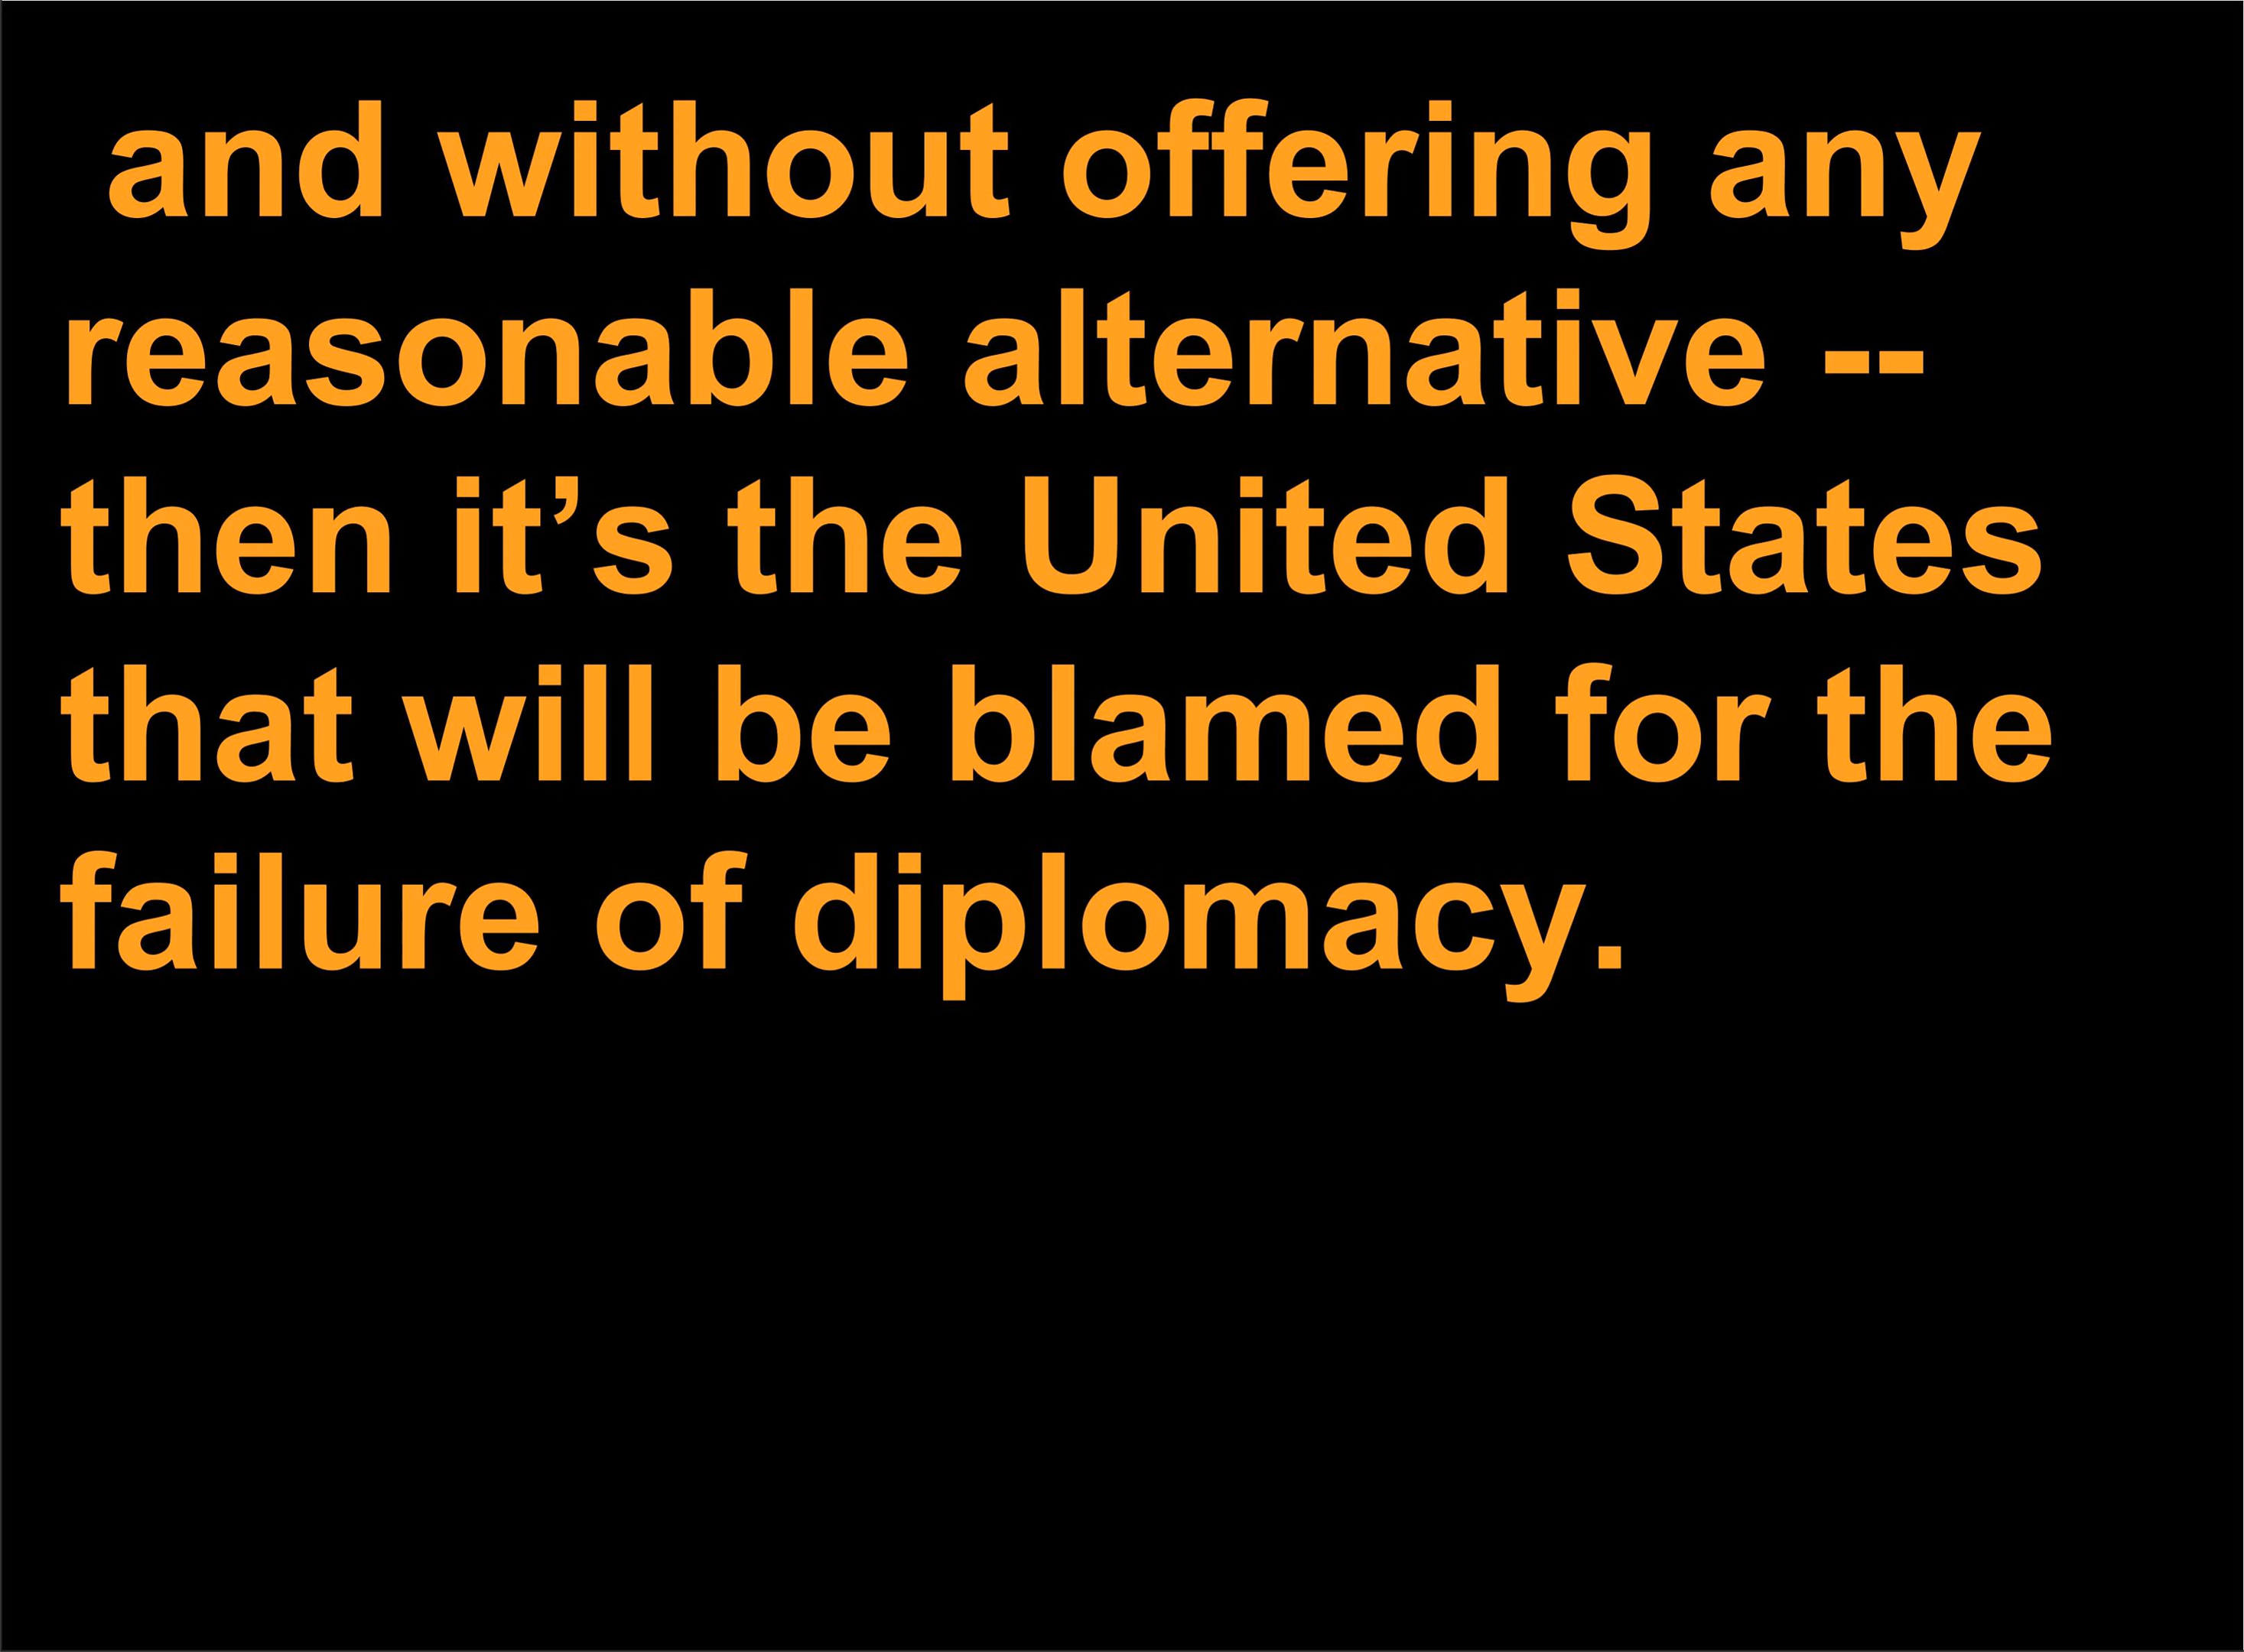 and without offering any
reasonable alternative --
then it’s the United States
that will be blamed for the
failure of diplomacy.